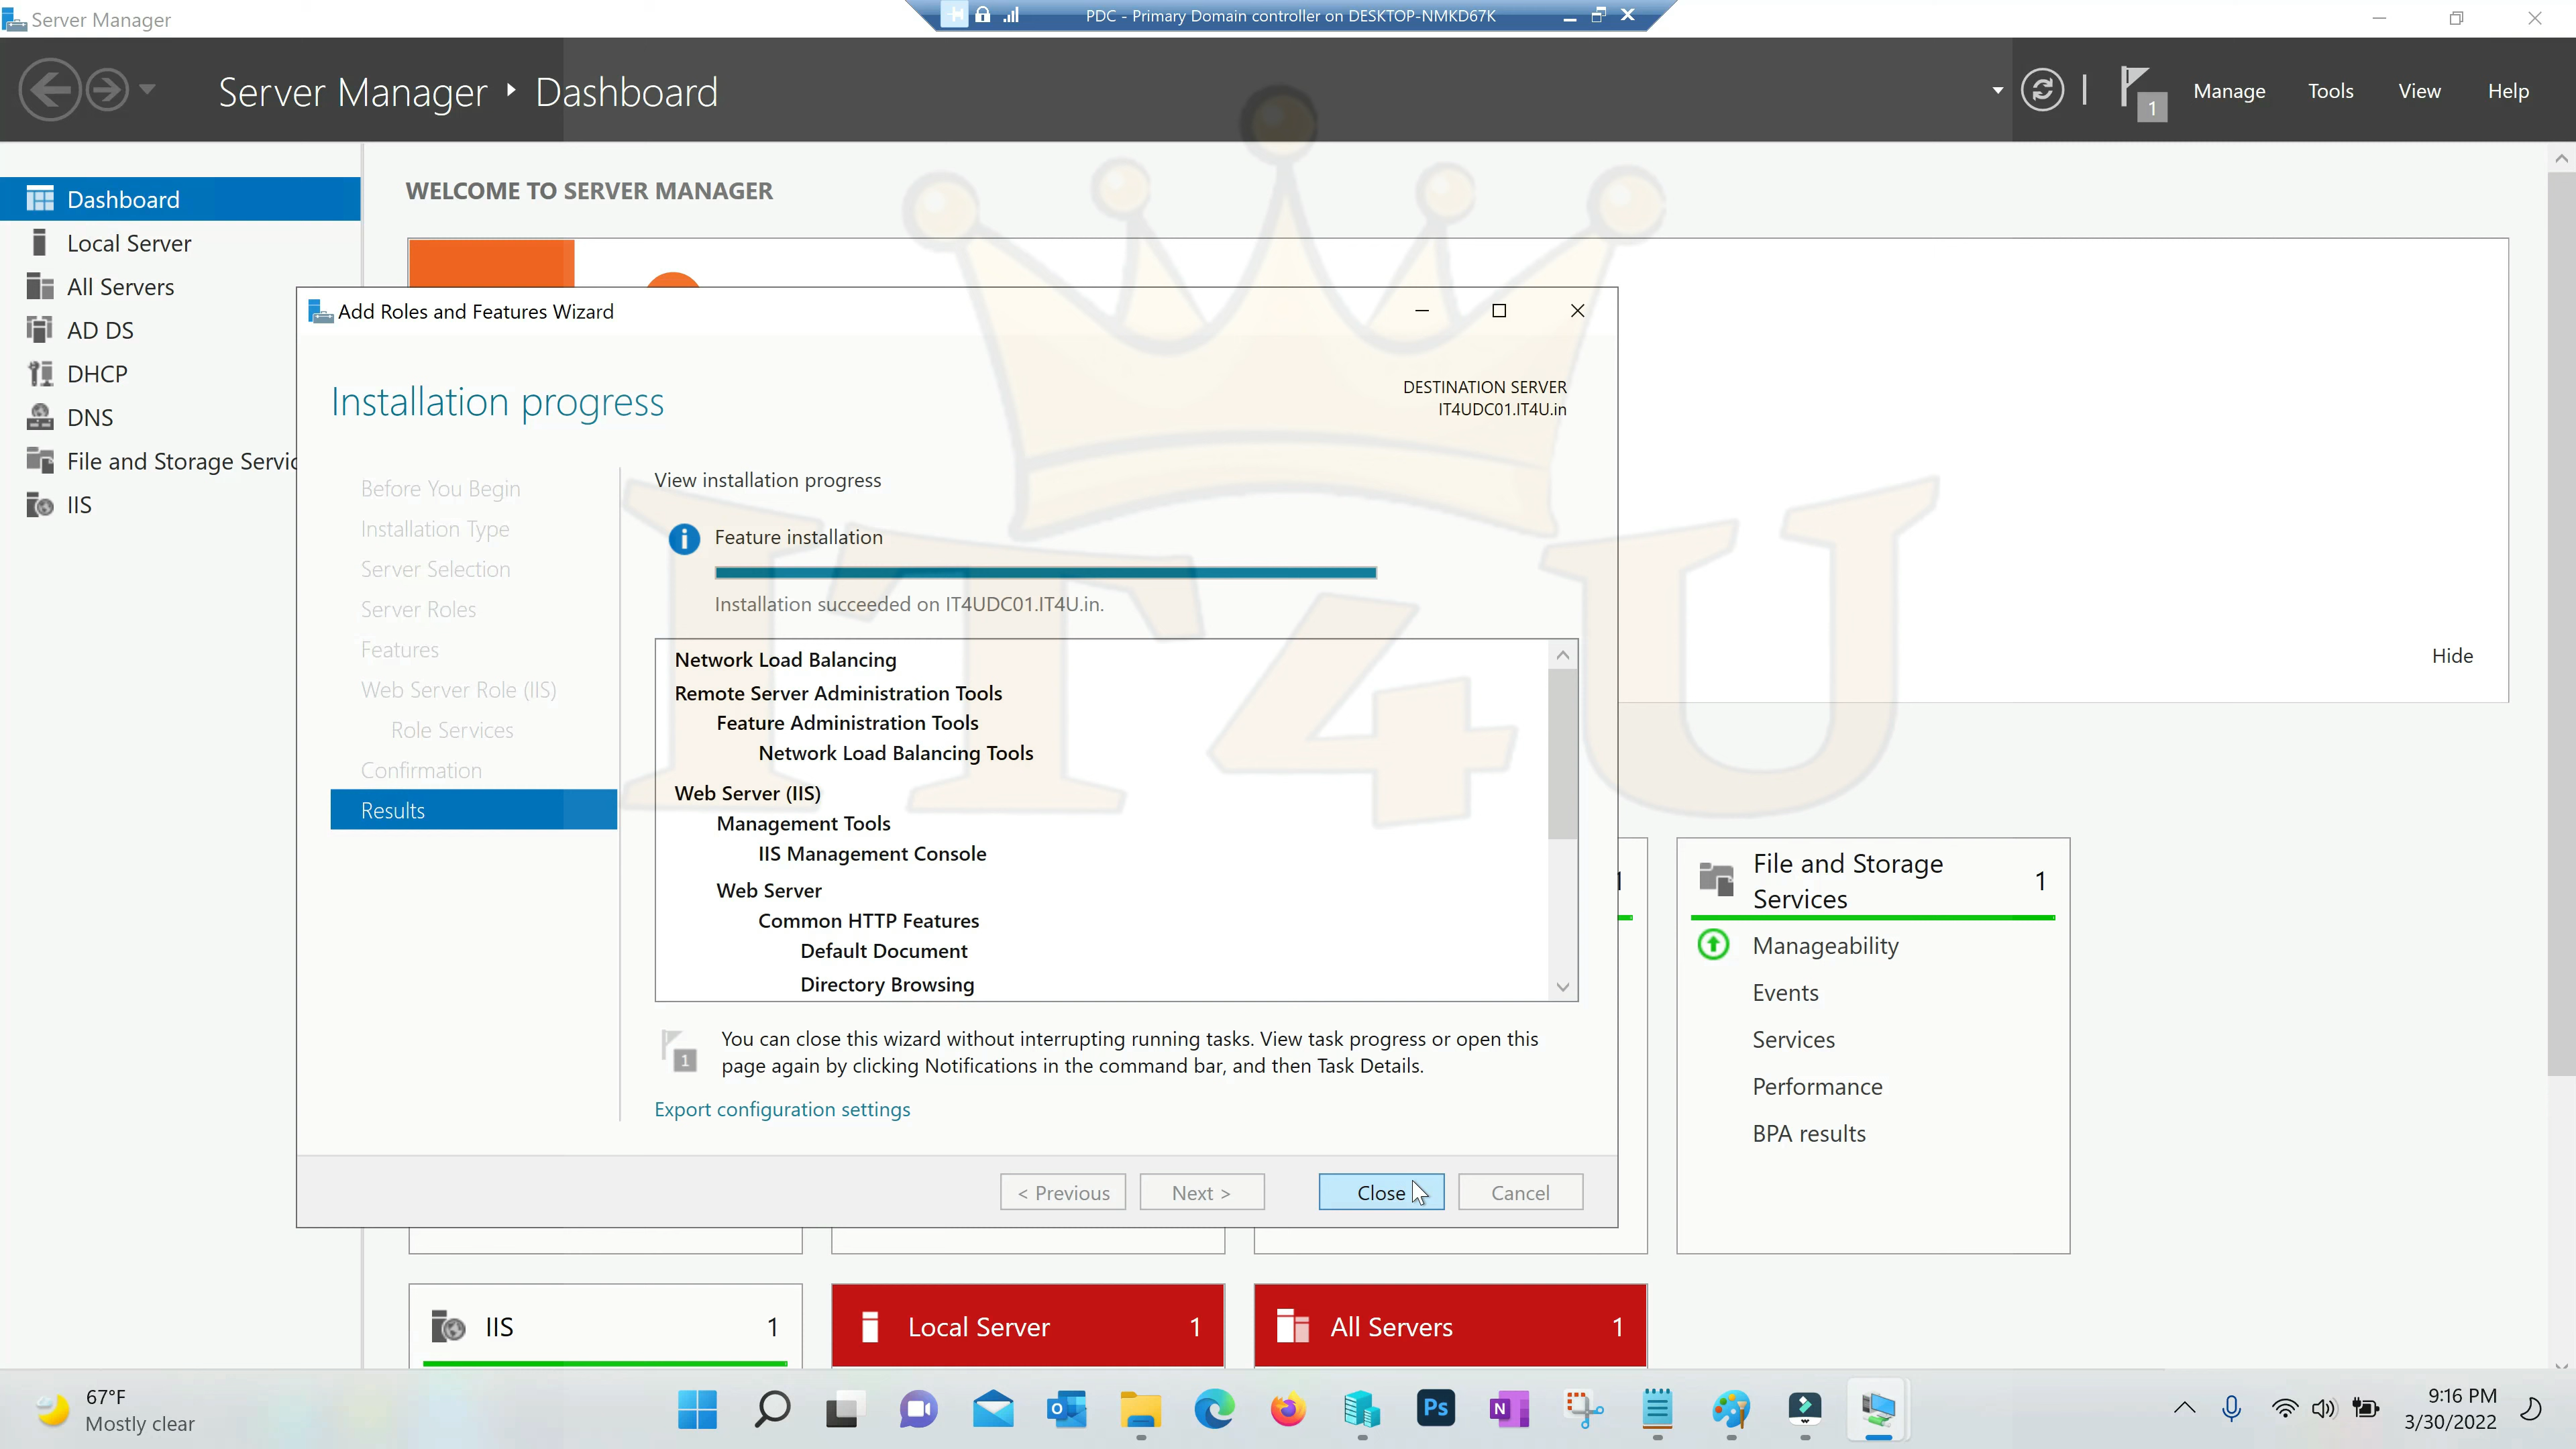 Server Manager
PDC - Primary Domain controller on DESKTOP-NMKD67K
Server Manager
Dashboard
1
Manage
Tools
View
Help
Dashboard
Local Server
All Servers
AD DS
DHCP
DNS
File and Storage Servic
IIS
WELCOME TO SERVER MANAGER
Hide
Add Roles and Features Wizard
Installation progress
DESTINATION SERVER
IT4UDC01.IT4U.in
Before You Begin
Installation Type
Server Selection
Server Roles
Features
Web Server Role (IIS)
Role Services
Confirmation
Results
View installation progress
Feature installation
Installation succeeded on IT4UDC01.IT4U.in.
Network Load Balancing
Remote Server Administration Tools
Feature Administration Tools
Network Load Balancing Tools
Web Server (IIS)
Management Tools
IIS Management Console
Web Server
Common HTTP Features
Default Document
Directory Browsing
1
You can close this wizard without interrupting running tasks. View task progress or open this
page again by clicking Notifications in the command bar, and then Task Details.
Export configuration settings
< Previous
Next >
Close
Cancel
IT4U
1
File and Storage
Services
1
Manageability
Events
Services
Performance
BPA results
IIS
1
Local Server
1
All Servers
1
67°F
Mostly clear
O
Ps
N
9:16 PM
3/30/2022